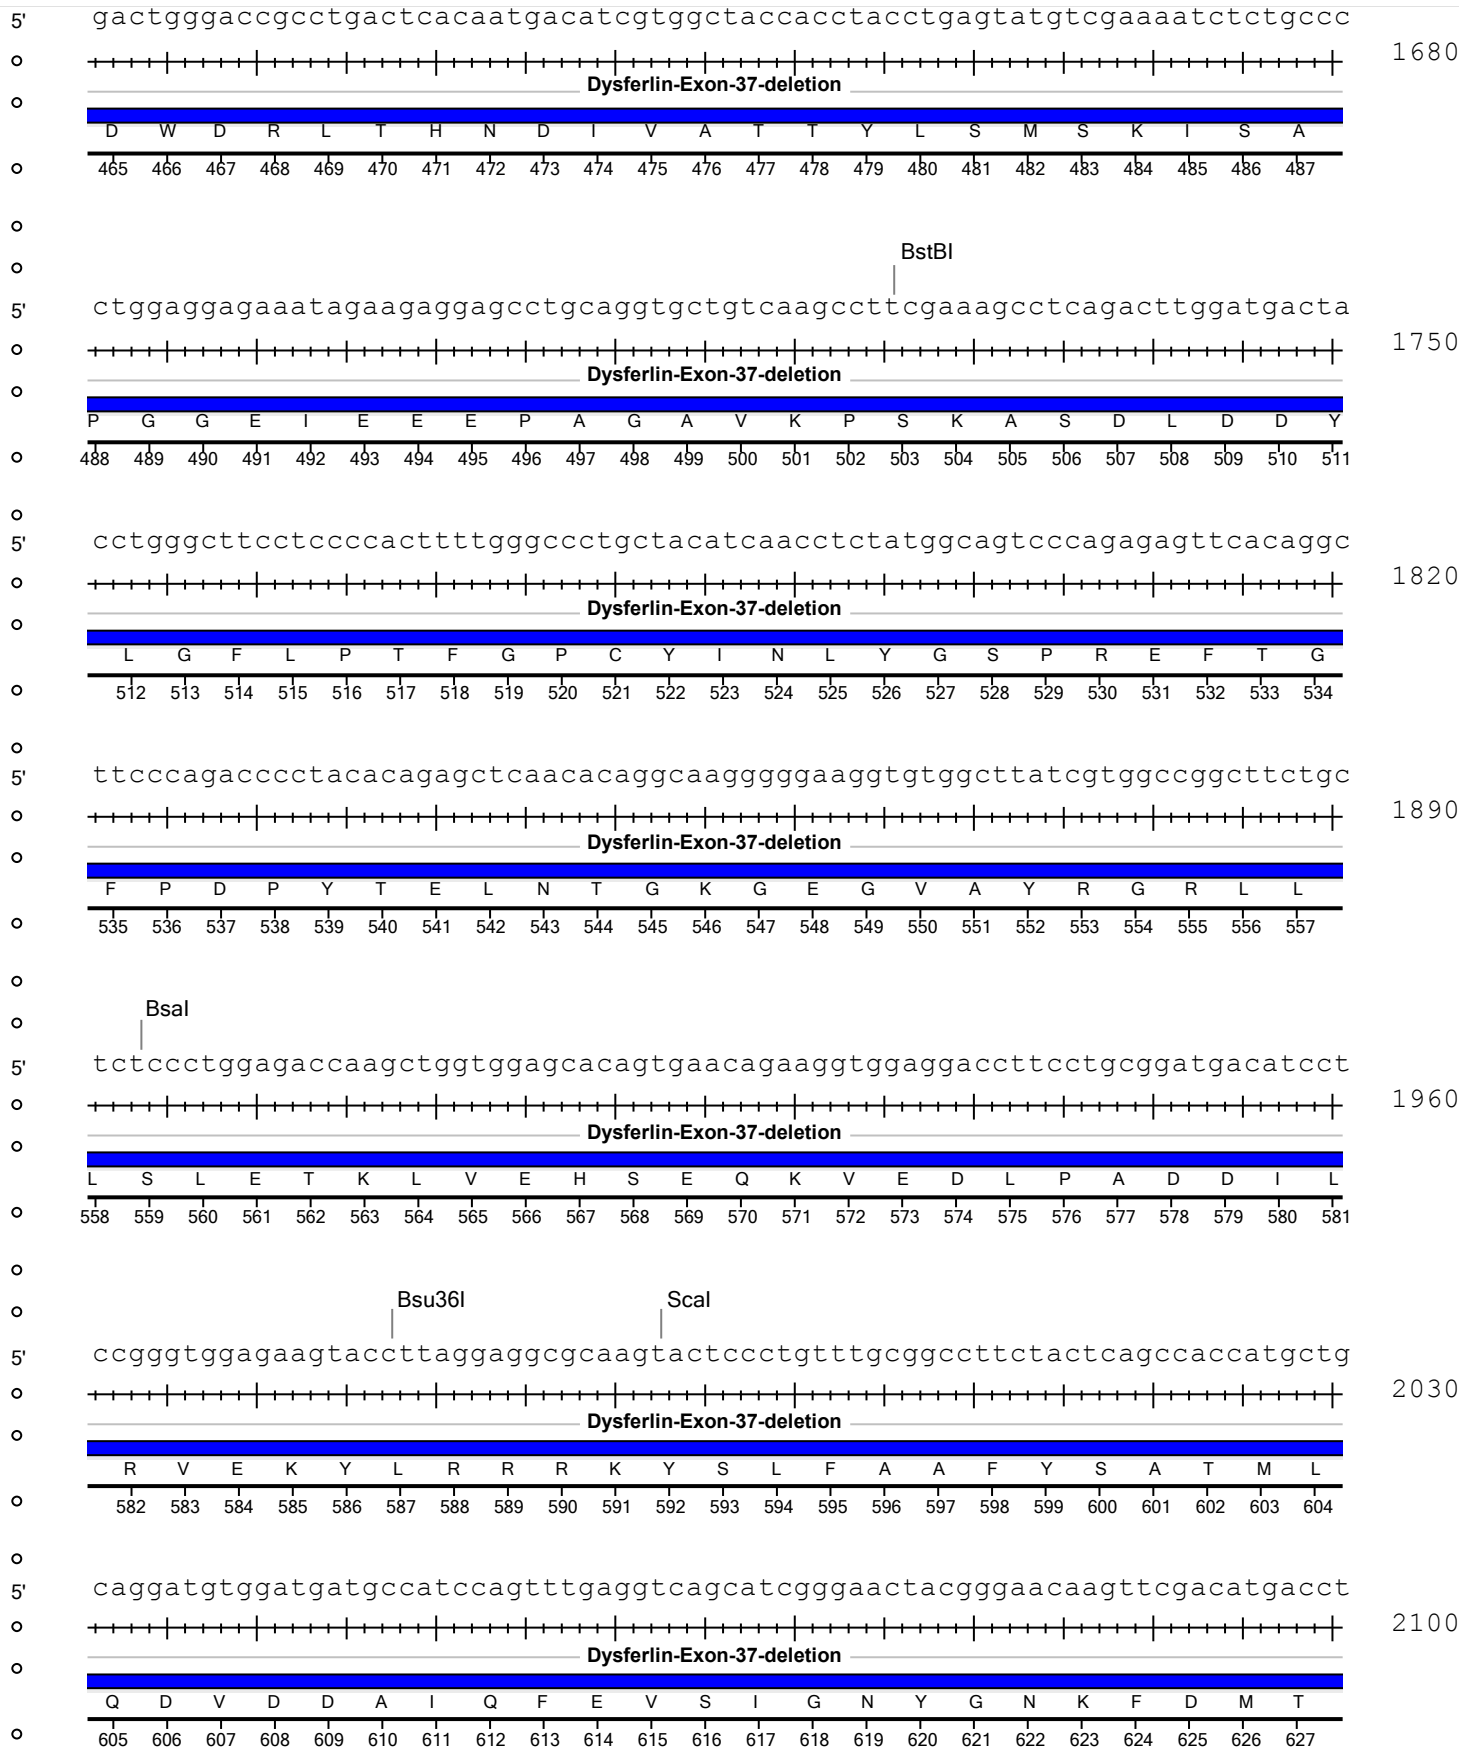 5' gactgggaccgcctgactcacaatgacatcgtggctaccacctacctgagtatgtcgaaaatctctgccc
1680
Dysferlin-Exon-37-deletion
D W D R L T H N D I V A T T Y L S M S K I S A
465 466 467 468 469 470 471 472 473 474 475 476 477 478 479 480 481 482 483 484 485 486 487
BstBI
5' ctggaggagaaatagaagaggagcctgcaggtgctgtcaagccttcgaaagcctcagacttggatgacta
1750
Dysferlin-Exon-37-deletion
P G G E I E E E P A G A V K P S K A S D L D D Y
488 489 490 491 492 493 494 495 496 497 498 499 500 501 502 503 504 505 506 507 508 509 510 511
5' cctgggcttcctccccacttttgggccctgctacatcaacctctatggcagtcccagagagttcacaggc
1820
Dysferlin-Exon-37-deletion
L G F L P T F G P C Y I N L Y G S P R E F T G
512 513 514 515 516 517 518 519 520 521 522 523 524 525 526 527 528 529 530 531 532 533 534
5' ttcccagacccctacacagagctcaacacaggcaagggggaaggtgtggcttatcgtggccggcttctgc
1890
Dysferlin-Exon-37-deletion
F P D P Y T E L N T G K G E G V A Y R G R L L
535 536 537 538 539 540 541 542 543 544 545 546 547 548 549 550 551 552 553 554 555 556 557
BsaI
5' tctccctggagaccaagctggtggagcacagtgaacagaaggtggaggaccttcctgcggatgacatcct
1960
Dysferlin-Exon-37-deletion
L S L E T K L V E H S E Q K V E D L P A D D I L
558 559 560 561 562 563 564 565 566 567 568 569 570 571 572 573 574 575 576 577 578 579 580 581
Bsu36I ScaI
5' ccgggtggagaagtaccttaggaggcgcaagtactccctgtttgcggccttctactcagccaccatgctg
2030
Dysferlin-Exon-37-deletion
R V E K Y L R R R K Y S L F A A F Y S A T M L
582 583 584 585 586 587 588 589 590 591 592 593 594 595 596 597 598 599 600 601 602 603 604
5' caggatgtggatgatgccatccagtttgaggtcagcatcgggaactacgggaacaagttcgacatgacct
2100
Dysferlin-Exon-37-deletion
Q D V D D A I Q F E V S I G N Y G N K F D M T
605 606 607 608 609 610 611 612 613 614 615 616 617 618 619 620 621 622 623 624 625 626 627